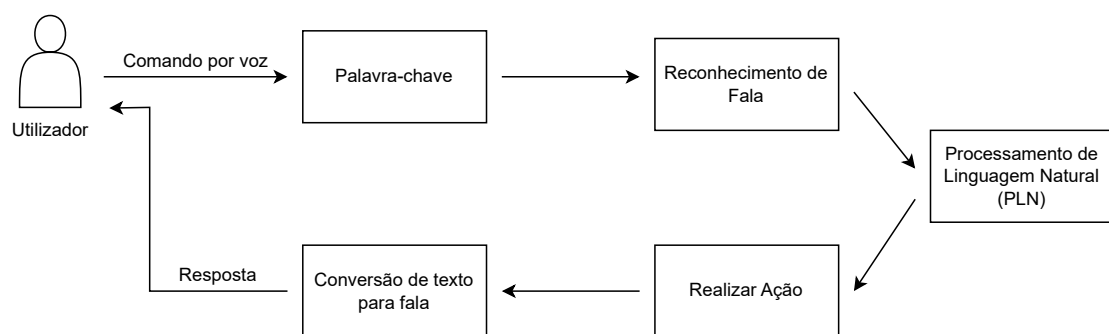 Comando por voz
Palavra-chave
Reconhecimento de
Fala
Utilizador
Processamento de
Linguagem Natural
(PLN)
Resposta
Conversão de texto
para fala
Realizar Ação